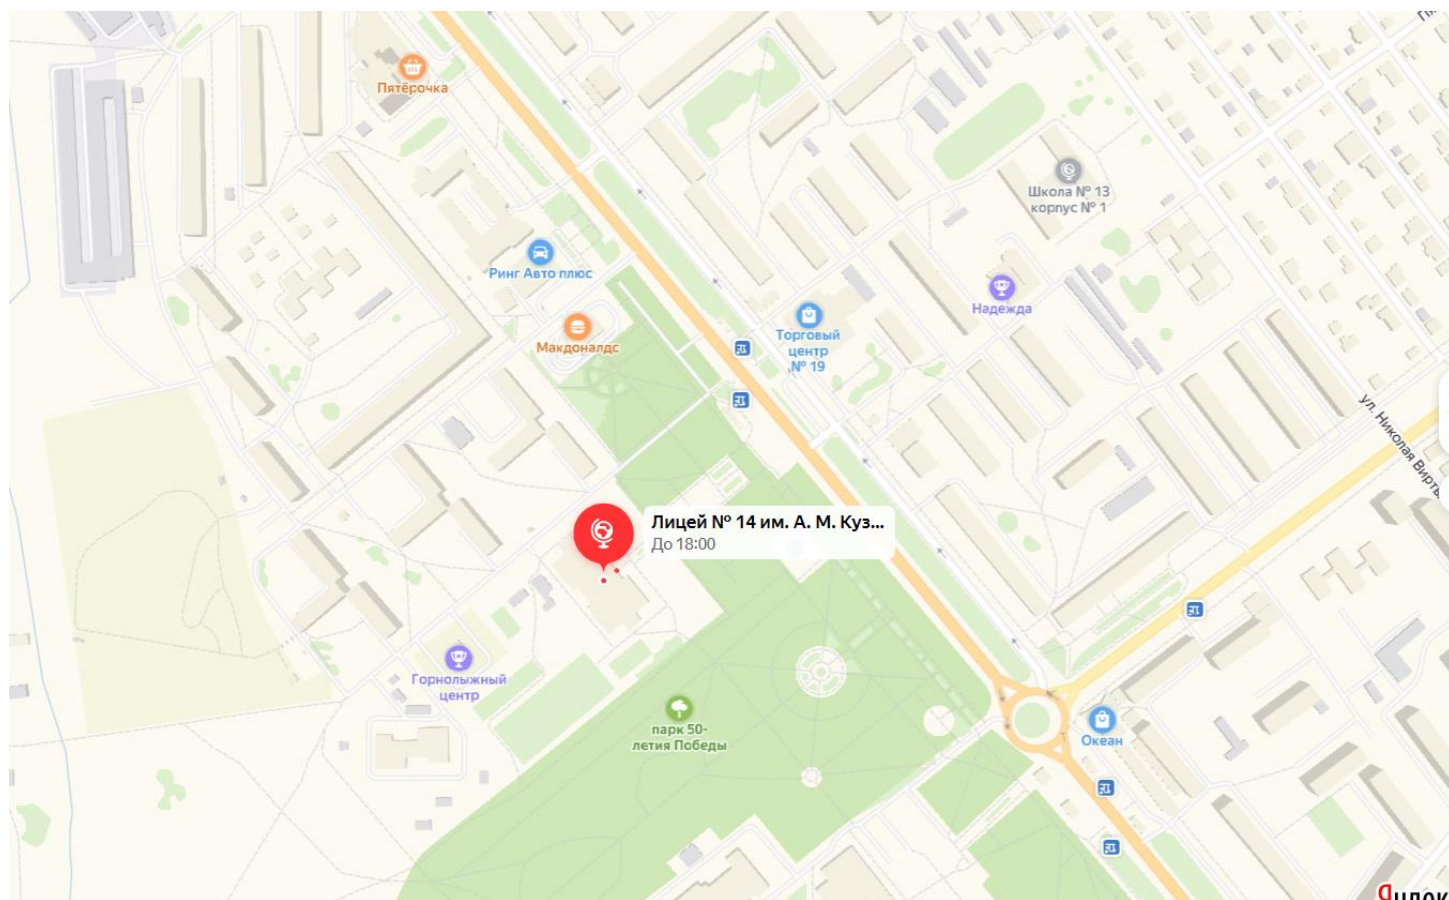 Пятёрочка
Школа № 13
корпус № 1
Ринг Авто плюс
Надежда
Макдоналдс
Торговый
центр
№ 19
ул. Николая Вирты
Лицей № 14 им. А. М. Куз...
До 18:00
Горнолыжный
центр
парк 50-
летия Победы
Океан